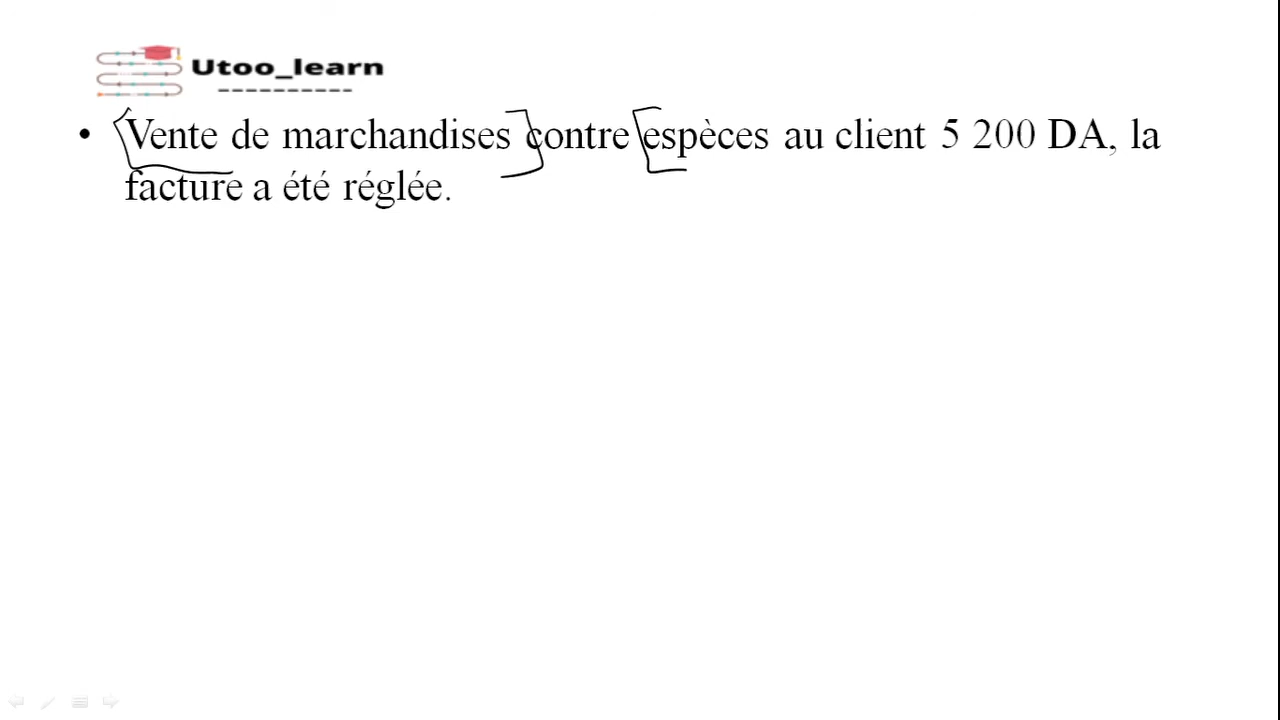 Utoo_learn
----------
• Vente de marchandises contre espèces au client 5 200 DA, la
facture a été réglée.